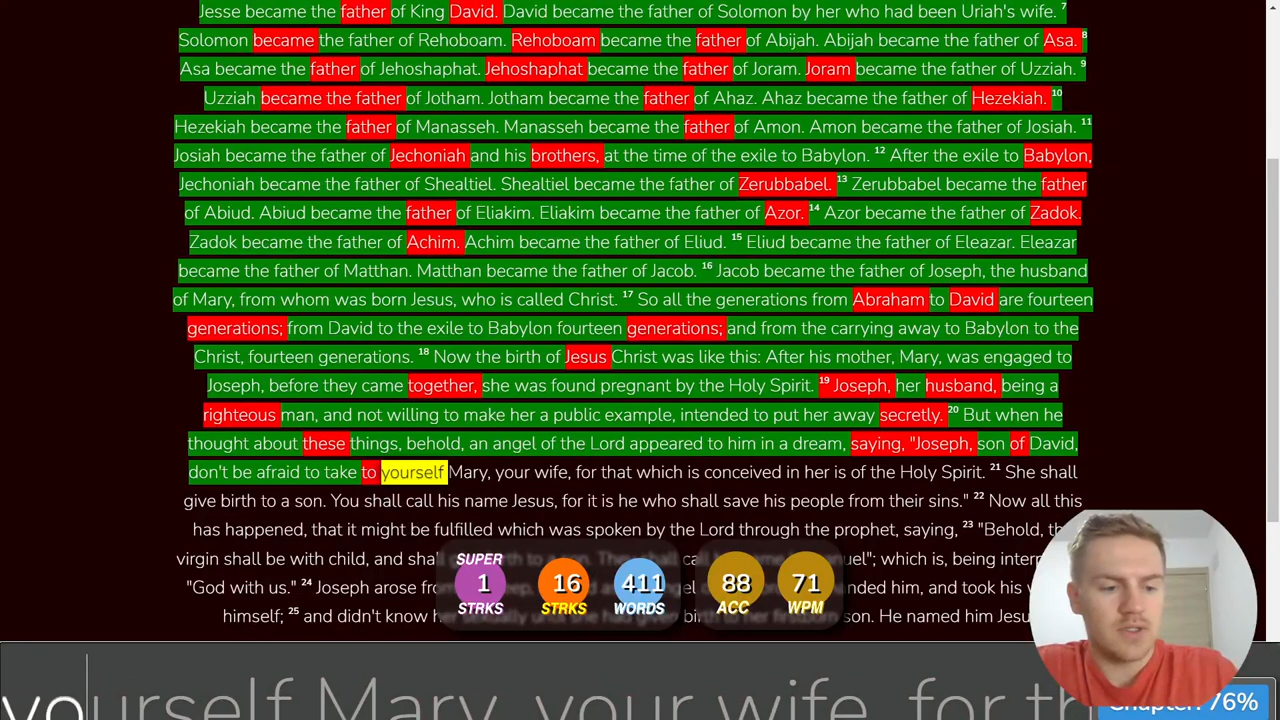 Jesse became the father of King David. David became the father of Solomon by her who had been Uriah's wife. 7
Solomon became the father of Rehoboam. Rehoboam became the father of Abijah. Abijah became the father of Asa. 8
Asa became the father of Jehoshaphat. Jehoshaphat became the father of Joram. Joram became the father of Uzziah. 9
Uzziah became the father of Jotham. Jotham became the father of Ahaz. Ahaz became the father of Hezekiah. 10
Hezekiah became the father of Manasseh. Manasseh became the father of Amon. Amon became the father of Josiah. 11
Josiah became the father of Jechoniah and his brothers, at the time of the exile to Babylon. 12 After the exile to Babylon,
Jechoniah became the father of Shealtiel. Shealtiel became the father of Zerubbabel. 13 Zerubbabel became the father
of Abiud. Abiud became the father of Eliakim. Eliakim became the father of Azor. 14 Azor became the father of Zadok.
Zadok became the father of Achim. Achim became the father of Eliud. 15 Eliud became the father of Eleazar. Eleazar
became the father of Matthan. Matthan became the father of Jacob. 16 Jacob became the father of Joseph, the husband
of Mary, from whom was born Jesus, who is called Christ. 17 So all the generations from Abraham to David are fourteen
generations; from David to the exile to Babylon fourteen generations; and from the carrying away to Babylon to the
Christ, fourteen generations. 18 Now the birth of Jesus Christ was like this: After his mother, Mary, was engaged to
Joseph, before they came together, she was found pregnant by the Holy Spirit. 19 Joseph, her husband, being a
righteous man, and not willing to make her a public example, intended to put her away secretly. 20 But when he
thought about these things, behold, an angel of the Lord appeared to him in a dream, saying, "Joseph, son of David,
don't be afraid to take to yourself Mary, your wife, for that which is conceived in her is of the Holy Spirit. 21 She shall
give birth to a son. You shall call his name Jesus, for it is he who shall save his people from their sins." 22 Now all this
has happened, that it might be fulfilled which was spoken by the Lord through the prophet, saying, 23 "Behold, the
virgin shall be with child, and shall which is, being
"God with us." 24 Joseph arose him, and took his
himself; 25 and didn't know son. He named him
SUPER 1 STRKS
16 STRKS
411 WORDS
88 ACC
71 WPM
yourself Mary, your wife, for th
Chapter: 76%